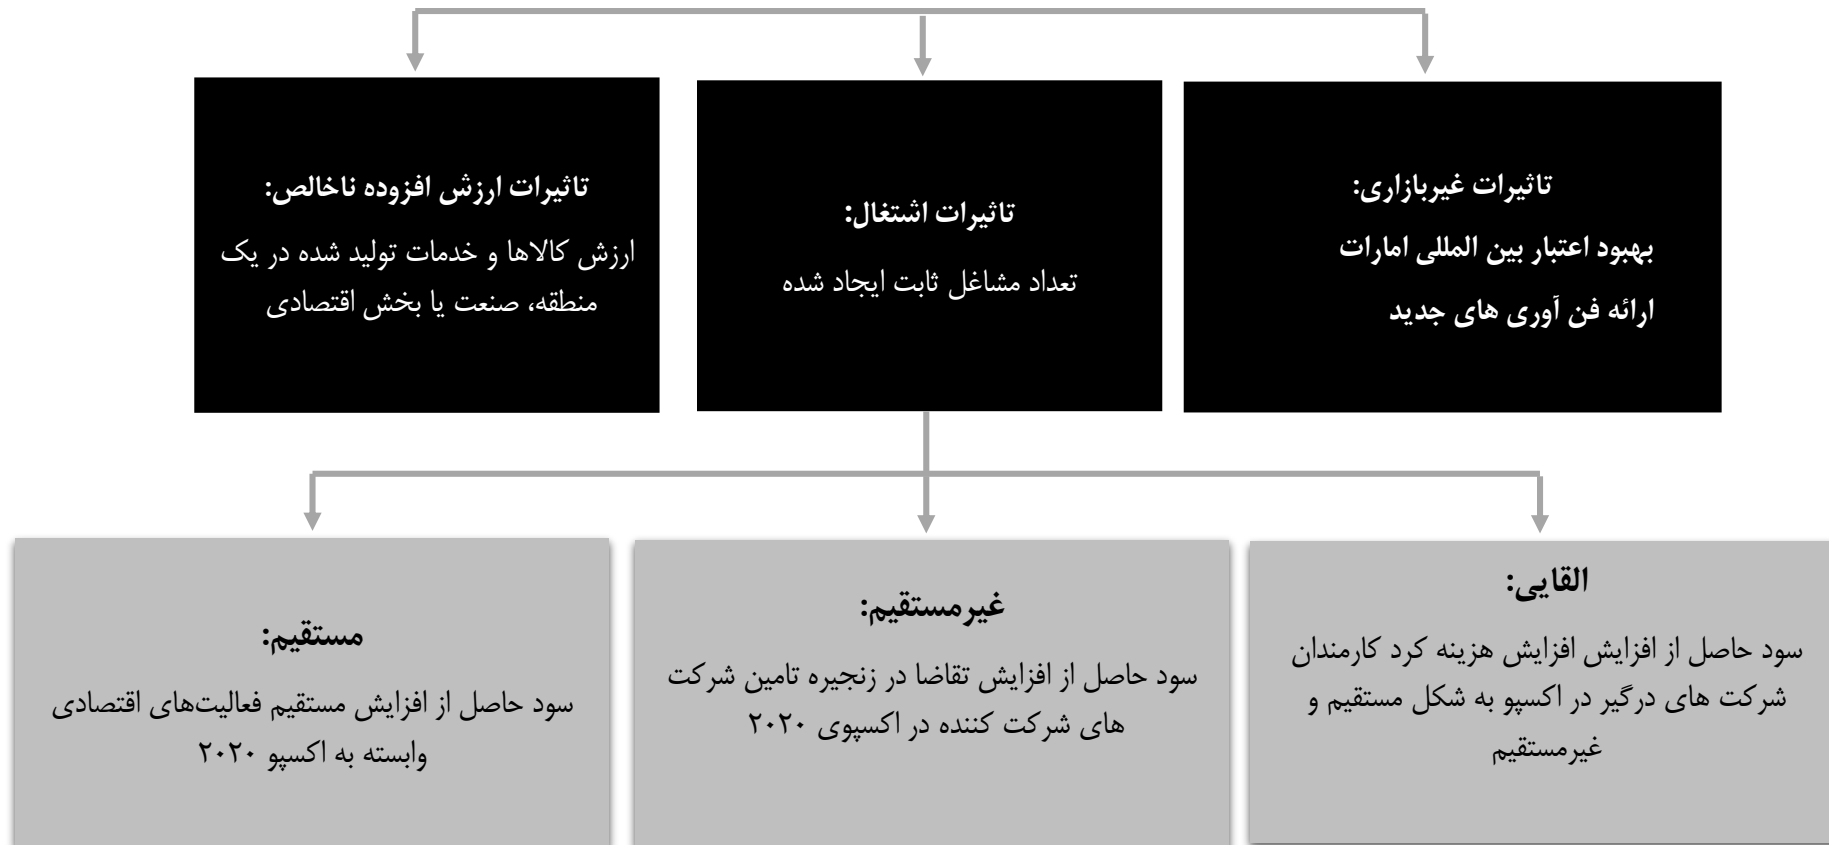 تاثیرات غیربازاری:
بهبود اعتبار بین المللی امارات
ارائه فن آوری های جدید
تاثیرات اشتغال:
تعداد مشاغل ثابت ایجاد شده
تاثیرات ارزش افزوده ناخالص:
ارزش کالاها و خدمات تولید شده در یک
منطقه، صنعت یا بخش اقتصادی
القایی:
سود حاصل از افزایش افزایش هزینه کرد کارمندان
شرکت های درگیر در اکسپو به شکل مستقیم و
غیرمستقیم
غیرمستقیم:
سود حاصل از افزایش تقاضا در زنجیره تامین شرکت
های شرکت کننده در اکسپوی ۲۰۲۰
مستقیم:
سود حاصل از افزایش مستقیم فعالیت‌های اقتصادی
وابسته به اکسپو ۲۰۲۰